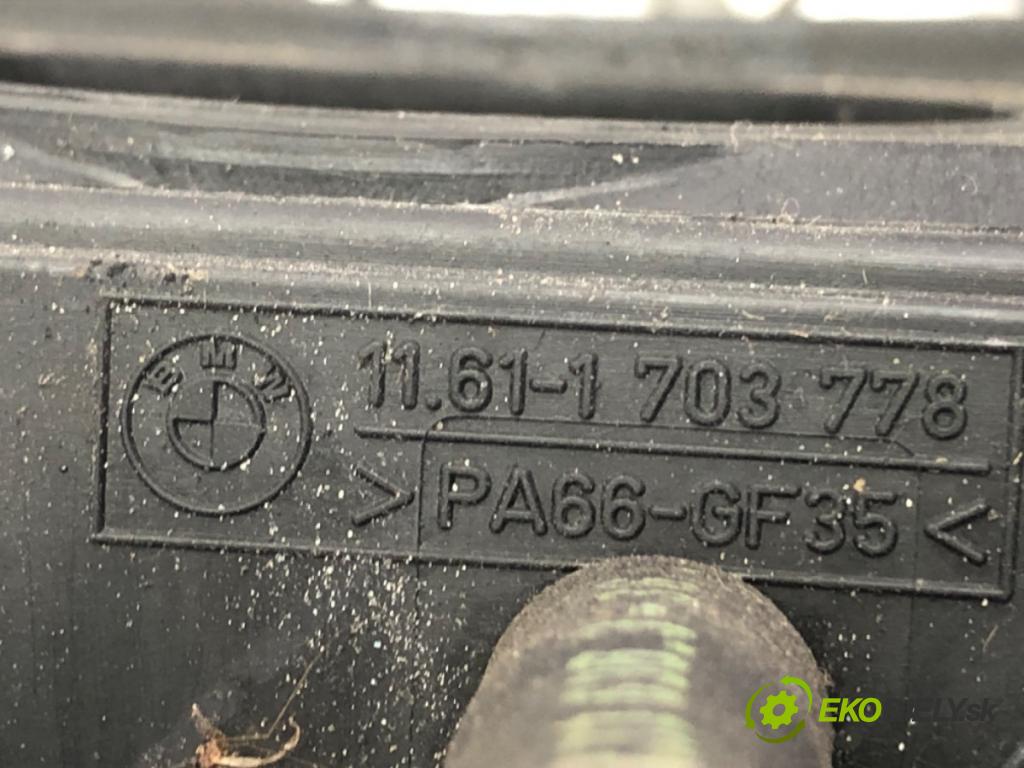 BMW
11.61-1 703 778
>PA66-GF35<
EKODIELY.sk